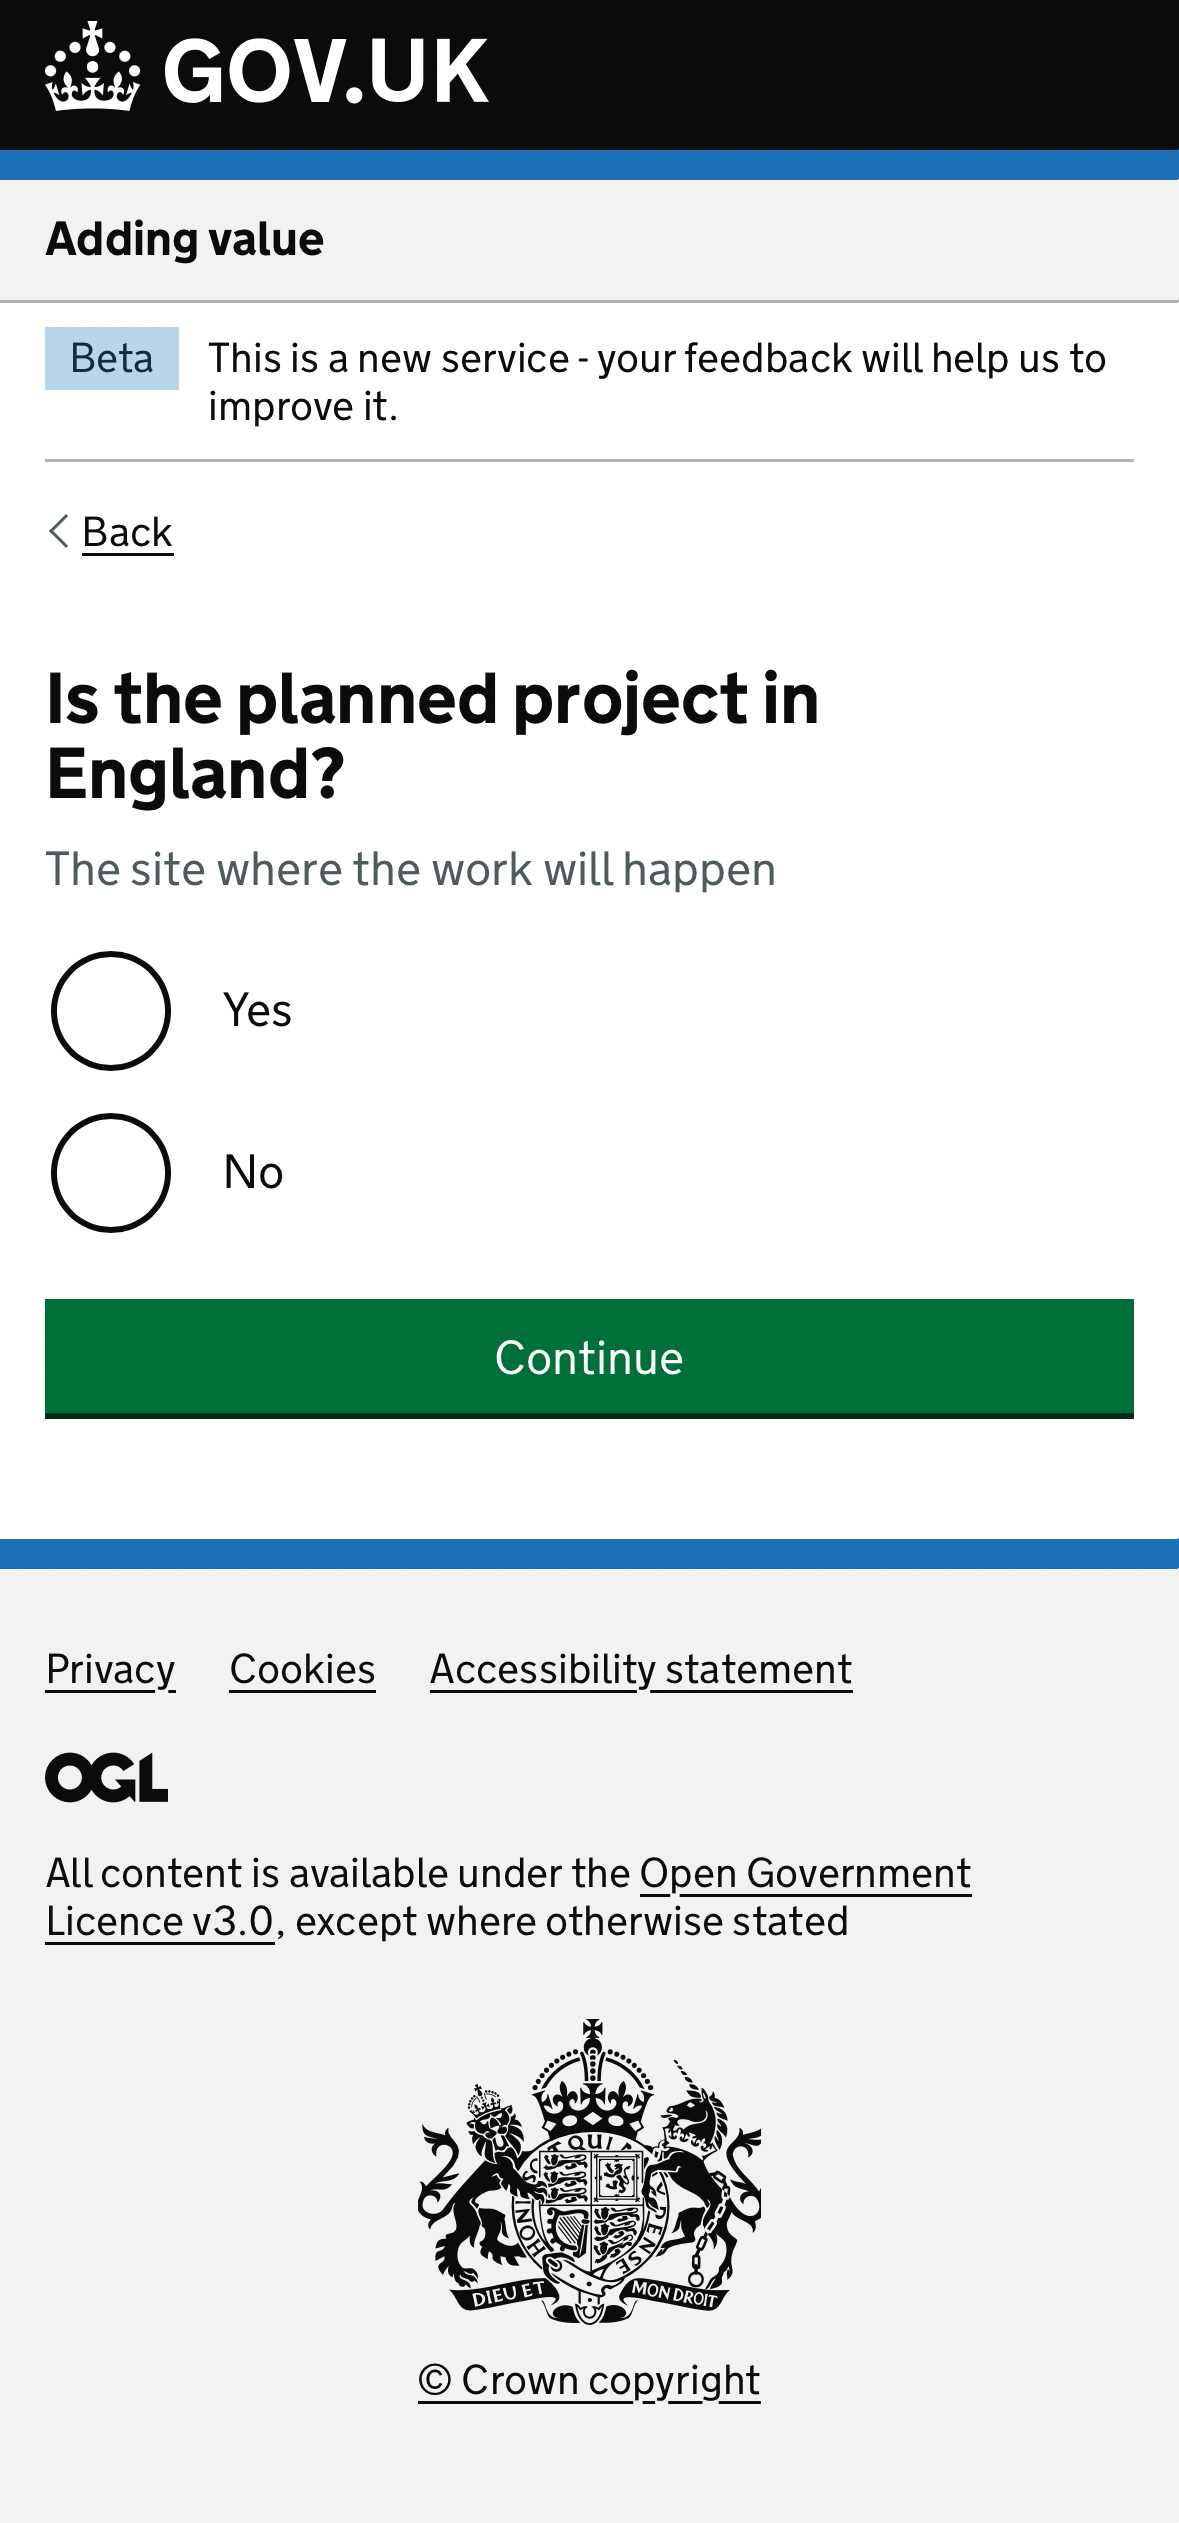 GOV.UK
Adding value
Beta
This is a new service - your feedback will help us to
improve it.
Back
Is the planned project in
England?
The site where the work will happen
Yes
No
Continue
Privacy Cookies Accessibility statement
OGL
All content is available under the Open Government
Licence v3.0, except where otherwise stated
DIEU ET MON DROIT
© Crown copyright